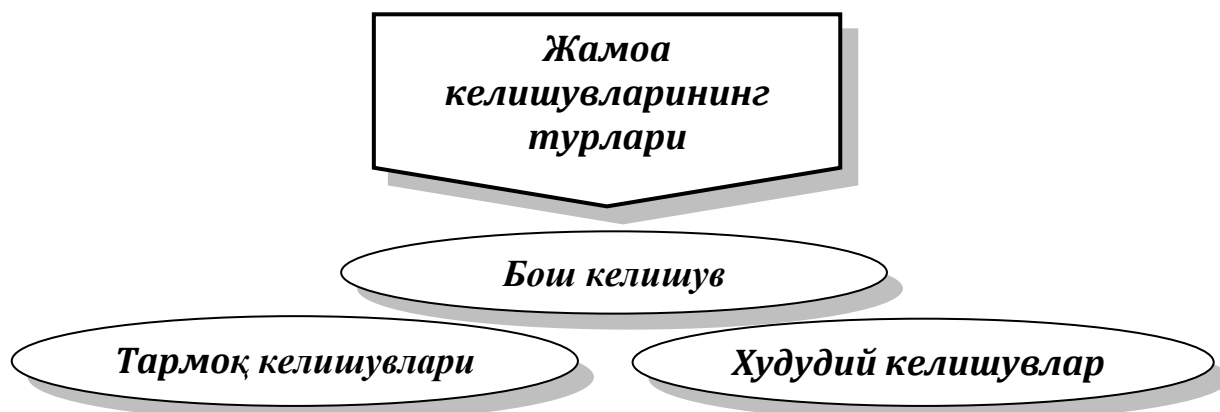 Жамоа
келишувларининг
турлари
Бош келишув
Тармоқ келишувлари
Худудий келишувлар